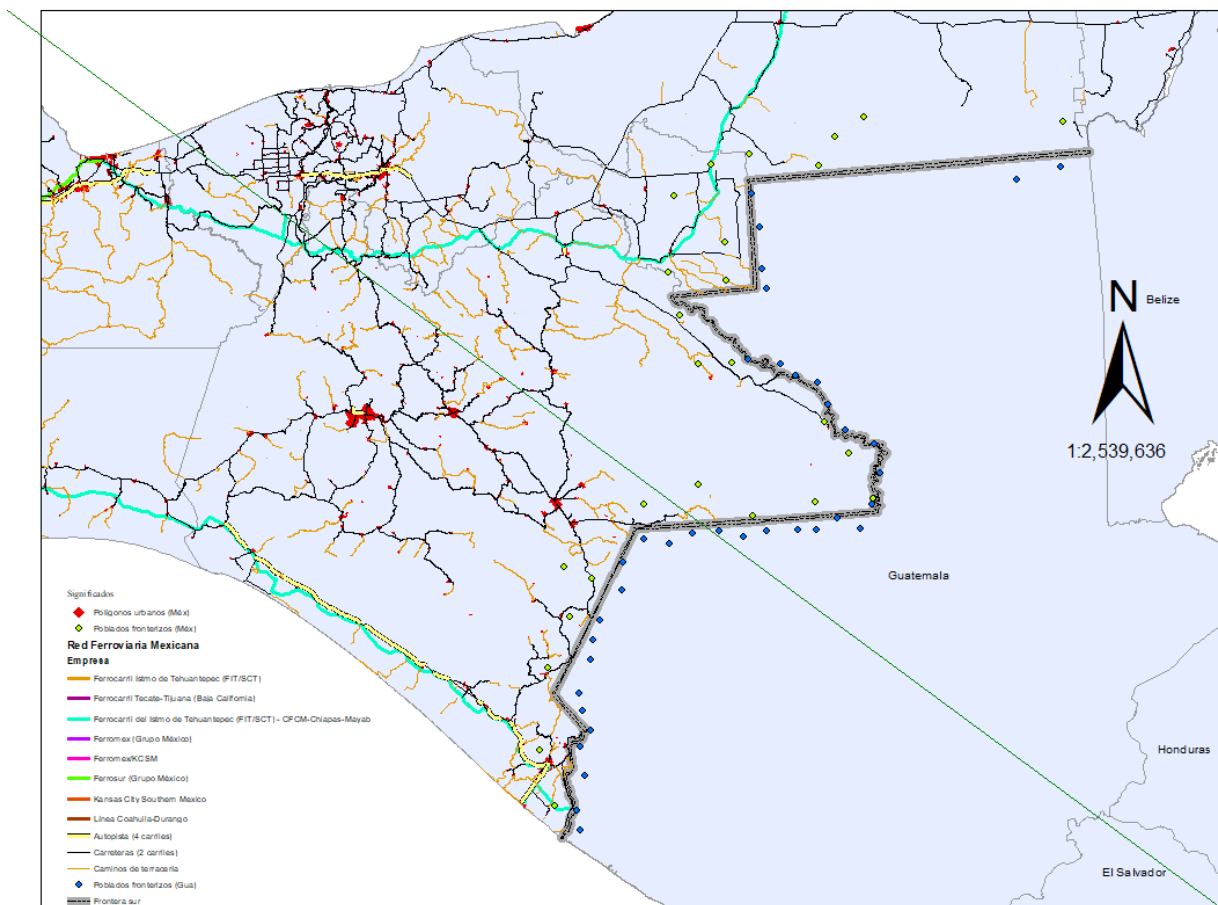 N
Belize
1:2,539,636
Guatemala
Honduras
El Salvador
Significados
Polígonos urbanos (Méx)
Poblados fronterizos (Méx)
Red Ferroviaria Mexicana
Empresa
Ferrocarril Istmo de Tehuantepec (FIT/SCT)
Ferrocarril Tecate-Tijuana (Baja California)
Ferrocarril del Istmo de Tehuantepec (FIT/SCT) - CFCM-Chiapas-Mayab
Ferromex (Grupo México)
Ferromex/KCSM
Ferrosur (Grupo México)
Kansas City Southern Mexico
Línea Coahuila-Durango
Autopista (4 carriles)
Carreteras (2 carriles)
Caminos de terracería
Poblados fronterizos (Gua)
Frontera sur